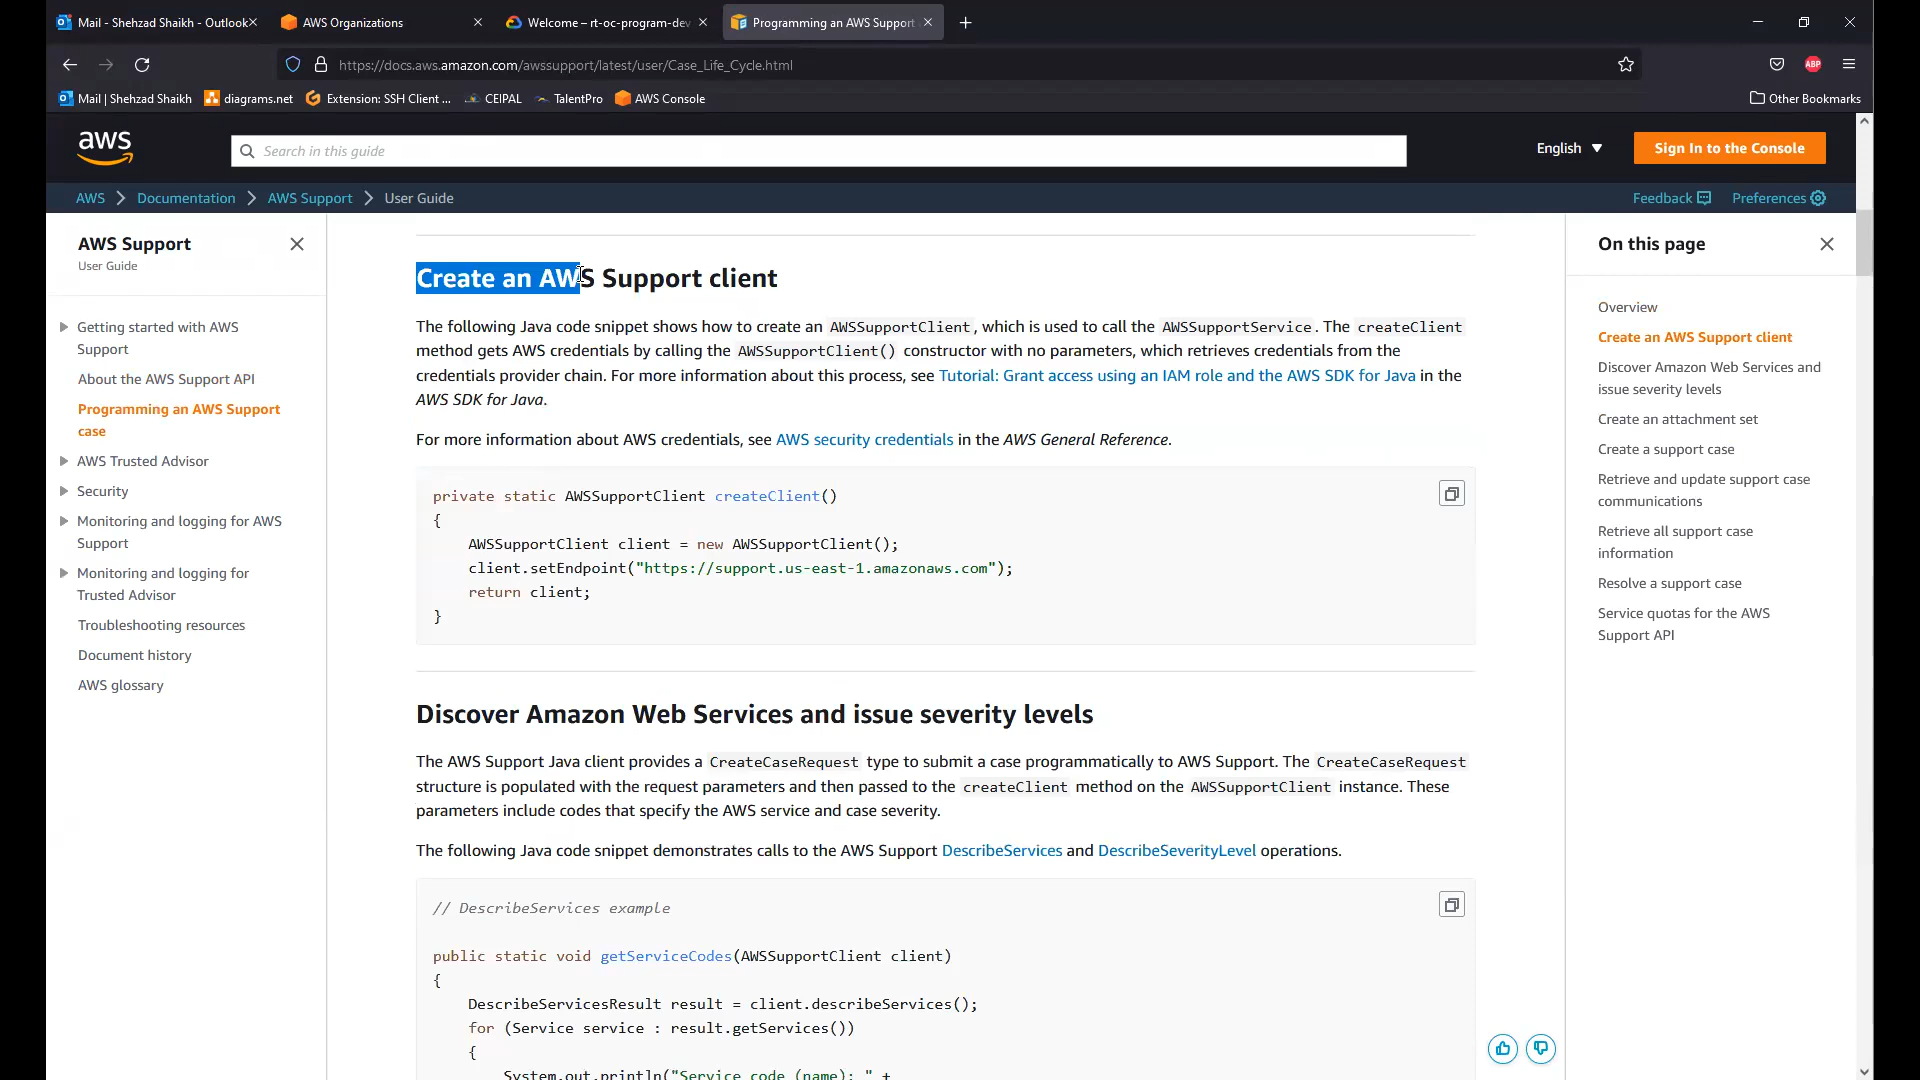 Mail - Shehzad Shaikh - Outlook
AWS Organizations
Welcome – rt-oc-program-dev
Programming an AWS Support
https://docs.aws.amazon.com/awssupport/latest/user/Case_Life_Cycle.html
ABP
Mail | Shehzad Shaikh
diagrams.net
Extension: SSH Client ...
CEIPAL
TalentPro
AWS Console
Other Bookmarks
aws
Search in this guide
English
Sign In to the Console
AWS
Documentation
AWS Support
User Guide
Feedback
Preferences
AWS Support
User Guide
Getting started with AWS
Support
About the AWS Support API
Programming an AWS Support
case
AWS Trusted Advisor
Security
Monitoring and logging for AWS
Support
Monitoring and logging for
Trusted Advisor
Troubleshooting resources
Document history
AWS glossary
Create an AWS Support client
The following Java code snippet shows how to create an AWSSupportClient, which is used to call the AWSSupportService. The createClient
method gets AWS credentials by calling the AWSSupportClient() constructor with no parameters, which retrieves credentials from the
credentials provider chain. For more information about this process, see Tutorial: Grant access using an IAM role and the AWS SDK for Java in the
AWS SDK for Java.
For more information about AWS credentials, see AWS security credentials in the AWS General Reference.
private static AWSSupportClient createClient()
{
AWSSupportClient client = new AWSSupportClient();
client.setEndpoint("https://support.us-east-1.amazonaws.com");
return client;
}
Discover Amazon Web Services and issue severity levels
The AWS Support Java client provides a CreateCaseRequest type to submit a case programmatically to AWS Support. The CreateCaseRequest
structure is populated with the request parameters and then passed to the createClient method on the AWSSupportClient instance. These
parameters include codes that specify the AWS service and case severity.
The following Java code snippet demonstrates calls to the AWS Support DescribeServices and DescribeSeverityLevel operations.
// DescribeServices example
public static void getServiceCodes(AWSSupportClient client)
{
DescribeServicesResult result = client.describeServices();
for (Service service : result.getServices())
{
System.out.println("Service code (name): " +
On this page
Overview
Create an AWS Support client
Discover Amazon Web Services and
issue severity levels
Create an attachment set
Create a support case
Retrieve and update support case
communications
Retrieve all support case
information
Resolve a support case
Service quotas for the AWS
Support API